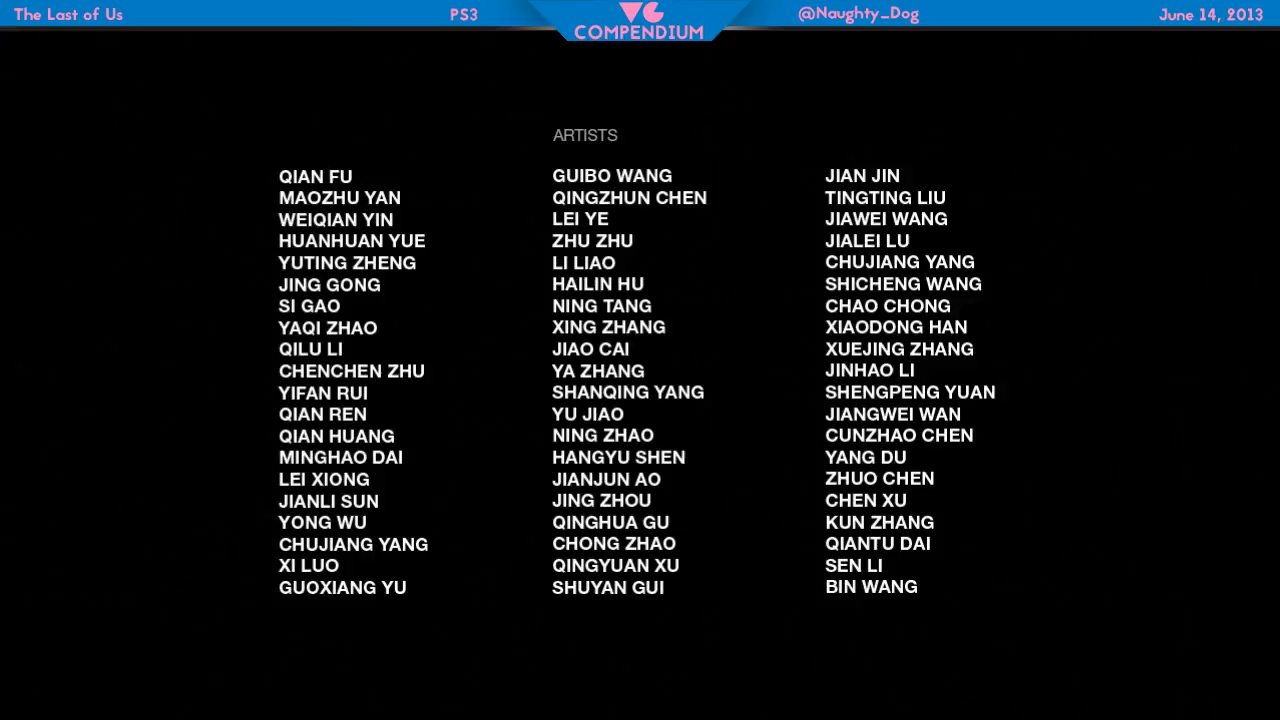 The Last of Us
PS3
VG
COMPENDIUM
@Naughty_Dog
June 14, 2013
ARTISTS
QIAN FU
MAOZHU YAN
WEIQIAN YIN
HUANHUAN YUE
YUTING ZHENG
JING GONG
SI GAO
YAQI ZHAO
QILU LI
CHENCHEN ZHU
YIFAN RUI
QIAN REN
QIAN HUANG
MINGHAO DAI
LEI XIONG
JIANLI SUN
YONG WU
CHUJIANG YANG
XI LUO
GUOXIANG YU
GUIBO WANG
QINGZHUN CHEN
LEI YE
ZHU ZHU
LI LIAO
HAILIN HU
NING TANG
XING ZHANG
JIAO CAI
YA ZHANG
SHANQING YANG
YU JIAO
NING ZHAO
HANGYU SHEN
JIANJUN AO
JING ZHOU
QINGHUA GU
CHONG ZHAO
QINGYUAN XU
SHUYAN GUI
JIAN JIN
TINGTING LIU
JIAWEI WANG
JIALEI LU
CHUJIANG YANG
SHICHENG WANG
CHAO CHONG
XIAODONG HAN
XUEJING ZHANG
JINHAO LI
SHENGPENG YUAN
JIANGWEI WAN
CUNZHAO CHEN
YANG DU
ZHUO CHEN
CHEN XU
KUN ZHANG
QIANTU DAI
SEN LI
BIN WANG